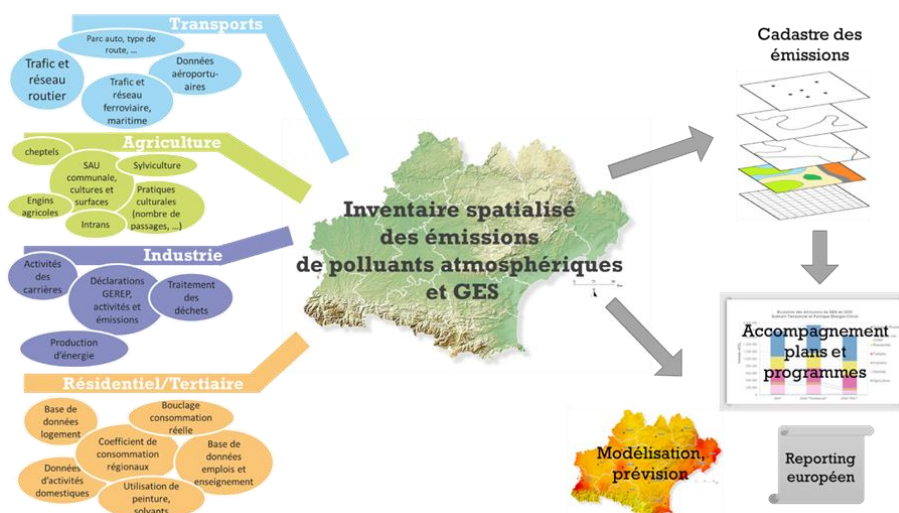 Transports
Parc auto, type de
route, ...
Trafic et
réseau
routier
Données
aéroportu-
aires
Trafic et
réseau
ferroviaire,
maritime
Agriculture
cheptels
SAU
communale,
cultures et
surfaces
Sylviculture
Engins
agricoles
Pratiques
culturales
(nombre de
passages, ...)
Intrans
Industrie
Activités
des
carrières
Déclarations
GEREP,
activités et
émissions
Traitement
des
déchets
Production
d'énergie
Résidentiel/Tertiaire
Base de
données
logement
Bouclage
consommation
réelle
Coefficient de
consommation
régionaux
Base de
données
emplois et
enseignement
Données
d'activités
domestiques
Utilisation de
peinture,
solvants
Inventaire spatialisé
des émissions
de polluants atmosphériques
et GES
Cadastre des
émissions
Accompagnement
plans et
programmes
Modélisation,
prévision
Reporting
européen